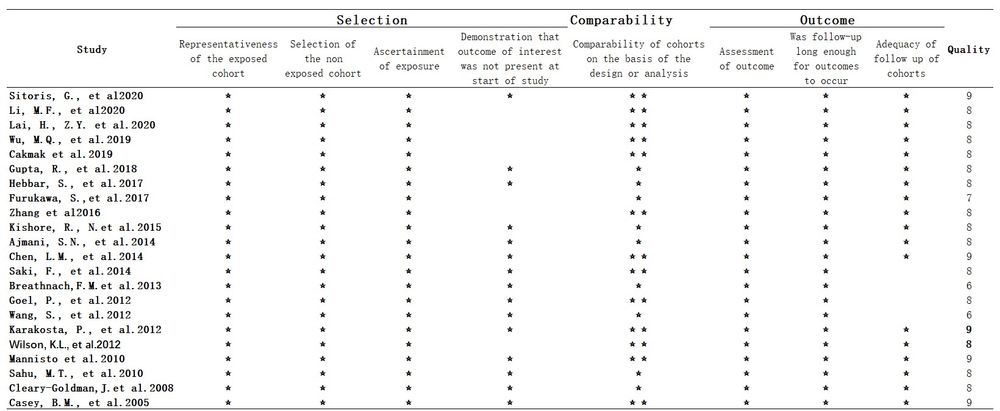 Selection Comparability Outcome
Study Representativeness of the exposed cohort Selection of the non exposed cohort Ascertainment of exposure Demonstration that outcome of interest was not present at start of study Comparability of cohorts on the basis of the design or analysis Assessment of outcome Was follow-up long enough for outcomes to occur Adequacy of follow up of cohorts Quality
Sitoris, G., et al2020 ☆ ☆ ☆ ☆ ☆ ☆ ☆ ☆ ☆ 9
Li, M.F., et al2020 ☆ ☆ ☆ ☆ ☆ ☆ ☆ ☆ 8
Lai, H., Z.Y. et al.2020 ☆ ☆ ☆ ☆ ☆ ☆ ☆ ☆ 8
Wu, M.Q., et al.2019 ☆ ☆ ☆ ☆ ☆ ☆ ☆ ☆ 8
Cakmak et al.2019 ☆ ☆ ☆ ☆ ☆ ☆ ☆ ☆ 8
Gupta, R., et al.2018 ☆ ☆ ☆ ☆ ☆ ☆ ☆ ☆ 8
Hebbar, S., et al.2017 ☆ ☆ ☆ ☆ ☆ ☆ ☆ ☆ 8
Furukawa, S.,et al.2017 ☆ ☆ ☆ ☆ ☆ ☆ ☆ 7
Zhang et al2016 ☆ ☆ ☆ ☆ ☆ ☆ ☆ ☆ 8
Kishore, R., N.et al.2015 ☆ ☆ ☆ ☆ ☆ ☆ ☆ ☆ 8
Ajmani, S.N., et al.2014 ☆ ☆ ☆ ☆ ☆ ☆ ☆ ☆ 8
Chen, L.M., et al.2014 ☆ ☆ ☆ ☆ ☆ ☆ ☆ ☆ ☆ 9
Saki, F., et al.2014 ☆ ☆ ☆ ☆ ☆ ☆ ☆ ☆ 8
Breathnach,F.M.et al.2013 ☆ ☆ ☆ ☆ ☆ ☆ ☆ 6
Goel, P., et al.2012 ☆ ☆ ☆ ☆ ☆ ☆ ☆ ☆ 8
Wang, S., et al.2012 ☆ ☆ ☆ ☆ ☆ ☆ ☆ 6
Karakosta, P., et al.2012 ☆ ☆ ☆ ☆ ☆ ☆ ☆ ☆ ☆ 9
Wilson, K.L., et al.2012 ☆ ☆ ☆ ☆ ☆ ☆ ☆ ☆ 8
Mannisto et al.2010 ☆ ☆ ☆ ☆ ☆ ☆ ☆ ☆ ☆ 9
Sahu, M.T., et al.2010 ☆ ☆ ☆ ☆ ☆ ☆ ☆ ☆ 8
Cleary-Goldman,J.et al.2008 ☆ ☆ ☆ ☆ ☆ ☆ ☆ ☆ 8
Casey, B.M., et al.2005 ☆ ☆ ☆ ☆ ☆ ☆ ☆ ☆ ☆ 9